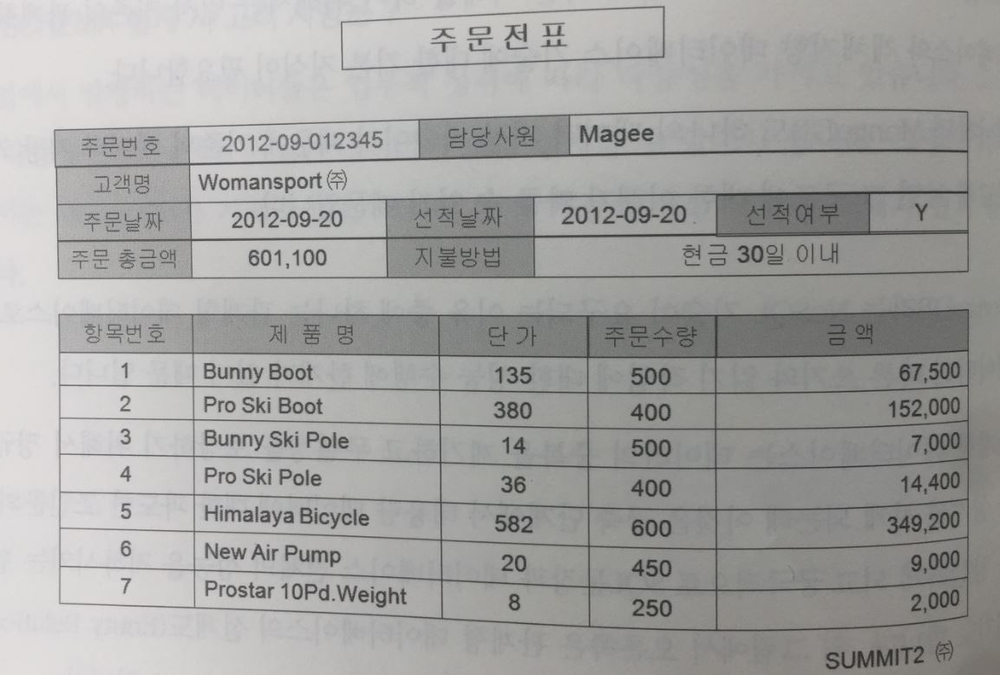 주문전표
주문번호 2012-09-012345 담당사원 Magee
고객명 Womansport ㈜
주문날짜 2012-09-20 선적날짜 2012-09-20 선적여부 Y
주문 총금액 601,100 지불방법 현금 30일 이내
항목번호 제 품 명 단 가 주문수량 금 액
1 Bunny Boot 135 500 67,500
2 Pro Ski Boot 380 400 152,000
3 Bunny Ski Pole 14 500 7,000
4 Pro Ski Pole 36 400 14,400
5 Himalaya Bicycle 582 600 349,200
6 New Air Pump 20 450 9,000
7 Prostar 10Pd.Weight 8 250 2,000
SUMMIT2 ㈜